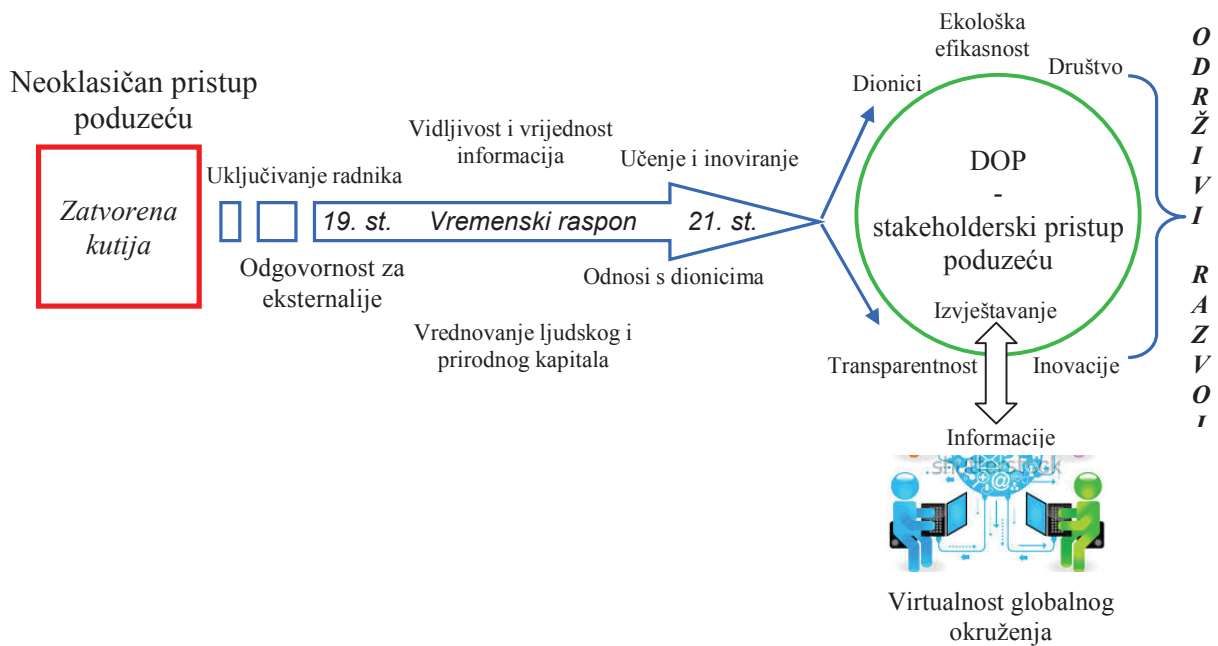 Neoklasičan pristup
poduzeću
Zatvorena
kutija
Uključivanje radnika
Odgovornost za
eksternalije
Vidljivost i vrijednost
informacija
19. st. Vremenski raspon 21. st.
Vrednovanje ljudskog i
prirodnog kapitala
Učenje i inoviranje
Odnosi s dionicima
Ekološka
efikasnost
Dionici
Društvo
DOP
-
stakeholderski pristup
poduzeću
Izvještavanje
Transparentnost
Inovacije
Informacije
shutterstock
Virtualnost globalnog
okruženja
O
D
R
Ž
I
V
I
R
A
Z
V
O
J